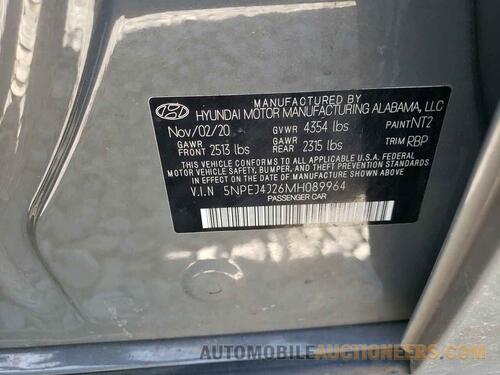 MANUFACTURED BY
HYUNDAI HYUNDAI MOTOR MANUFACTURING ALABAMA, LLC
Nov/02/20 GVWR 4354 lbs PAINT NT2
GAWR FRONT 2513 lbs GAWR REAR 2315 lbs TRIM RBP
THIS VEHICLE CONFORMS TO ALL APPLICABLE U.S.A. FEDERAL
MOTOR VEHICLE SAFETY, BUMPER, AND THEFT PREVENTION
STANDARDS IN EFFECT ON THE DATE OF MANUFACTURE SHOWN ABOVE.
V.I.N 5NPEJ4J26MH089964
PASSENGER CAR
AUTOMOBILEAUCTIONEERS.COM